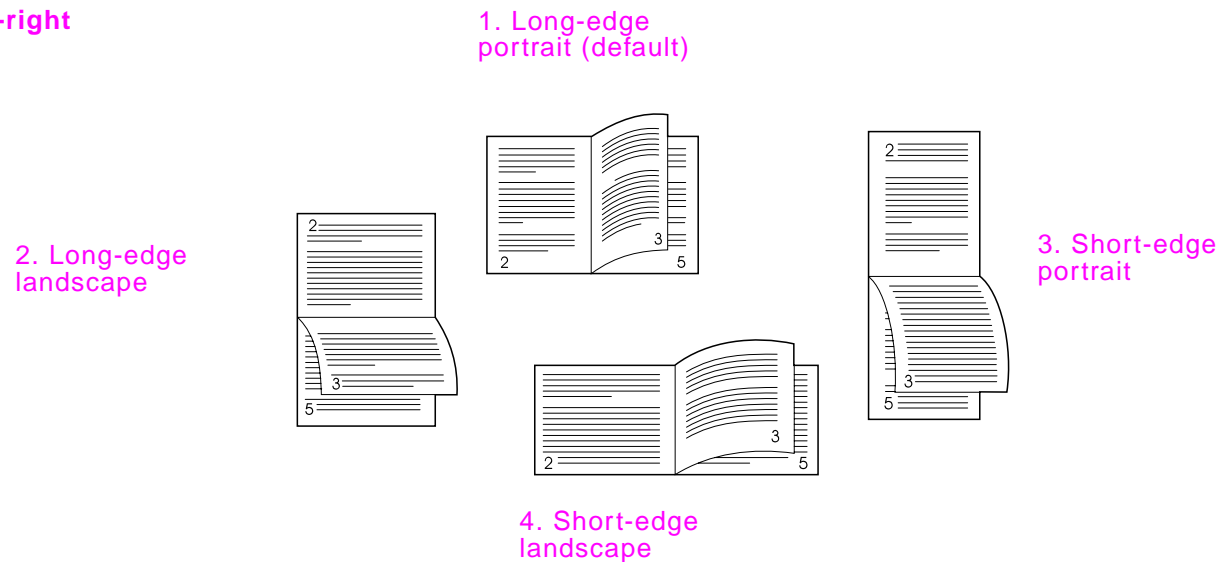 -right
1. Long-edge
portrait (default)
2
3
5
2. Long-edge
landscape
2
3
5
2
3
5
3. Short-edge
portrait
2
3
5
4. Short-edge
landscape